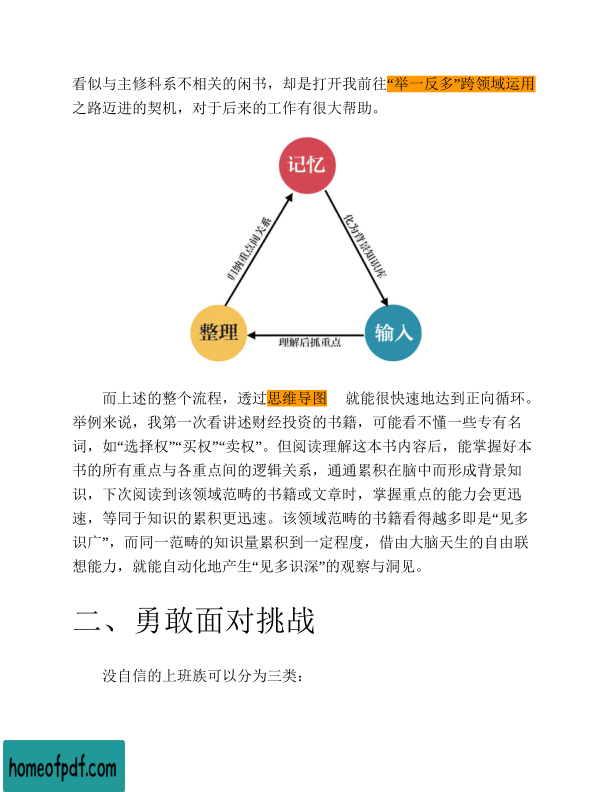 看似与主修科系不相关的闲书，却是打开我前往“举一反多”跨领域运用
之路迈进的契机，对于后来的工作有很大帮助。
记忆
归纳重点间关系
化为背景知识库
整理
理解后抓重点
输入
而上述的整个流程，透过思维导图 就能很快速地达到正向循环。
举例来说，我第一次看讲述财经投资的书籍，可能看不懂一些专有名
词，如“选择权”“买权”“卖权”。但阅读理解这本书内容后，能掌握好本
书的所有重点与各重点间的逻辑关系，通通累积在脑中而形成背景知
识，下次阅读到该领域范畴的书籍或文章时，掌握重点的能力会更迅
速，等同于知识的累积更迅速。该领域范畴的书籍看得越多即是“见多
识广”，而同一范畴的知识量累积到一定程度，借由大脑天生的自由联
想能力，就能自动化地产生“见多识深”的观察与洞见。
二、勇敢面对挑战
没自信的上班族可以分为三类：
homeofpdf.com